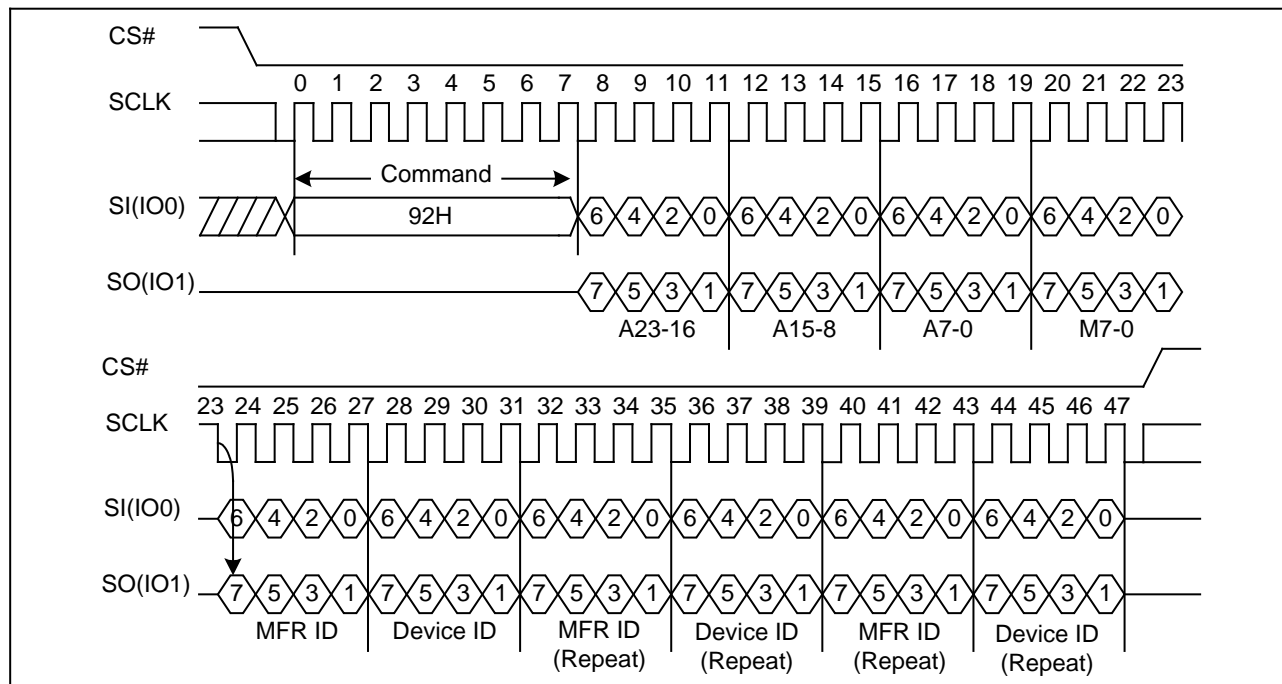 CS#
0 1 2 3 4 5 6 7 8 9 10 11 12 13 14 15 16 17 18 19 20 21 22 23
SCLK
Command
SI(IO0)
92H
6 4 2 0 6 4 2 0 6 4 2 0 6 4 2 0
SO(IO1)
7 5 3 1 7 5 3 1 7 5 3 1 7 5 3 1
A23-16 A15-8 A7-0 M7-0
CS#
23 24 25 26 27 28 29 30 31 32 33 34 35 36 37 38 39 40 41 42 43 44 45 46 47
SCLK
SI(IO0)
6 4 2 0 6 4 2 0 6 4 2 0 6 4 2 0 6 4 2 0 6 4 2 0
SO(IO1)
7 5 3 1 7 5 3 1 7 5 3 1 7 5 3 1 7 5 3 1 7 5 3 1
MFR ID Device ID MFR ID Device ID MFR ID Device ID
(Repeat) (Repeat) (Repeat) (Repeat)